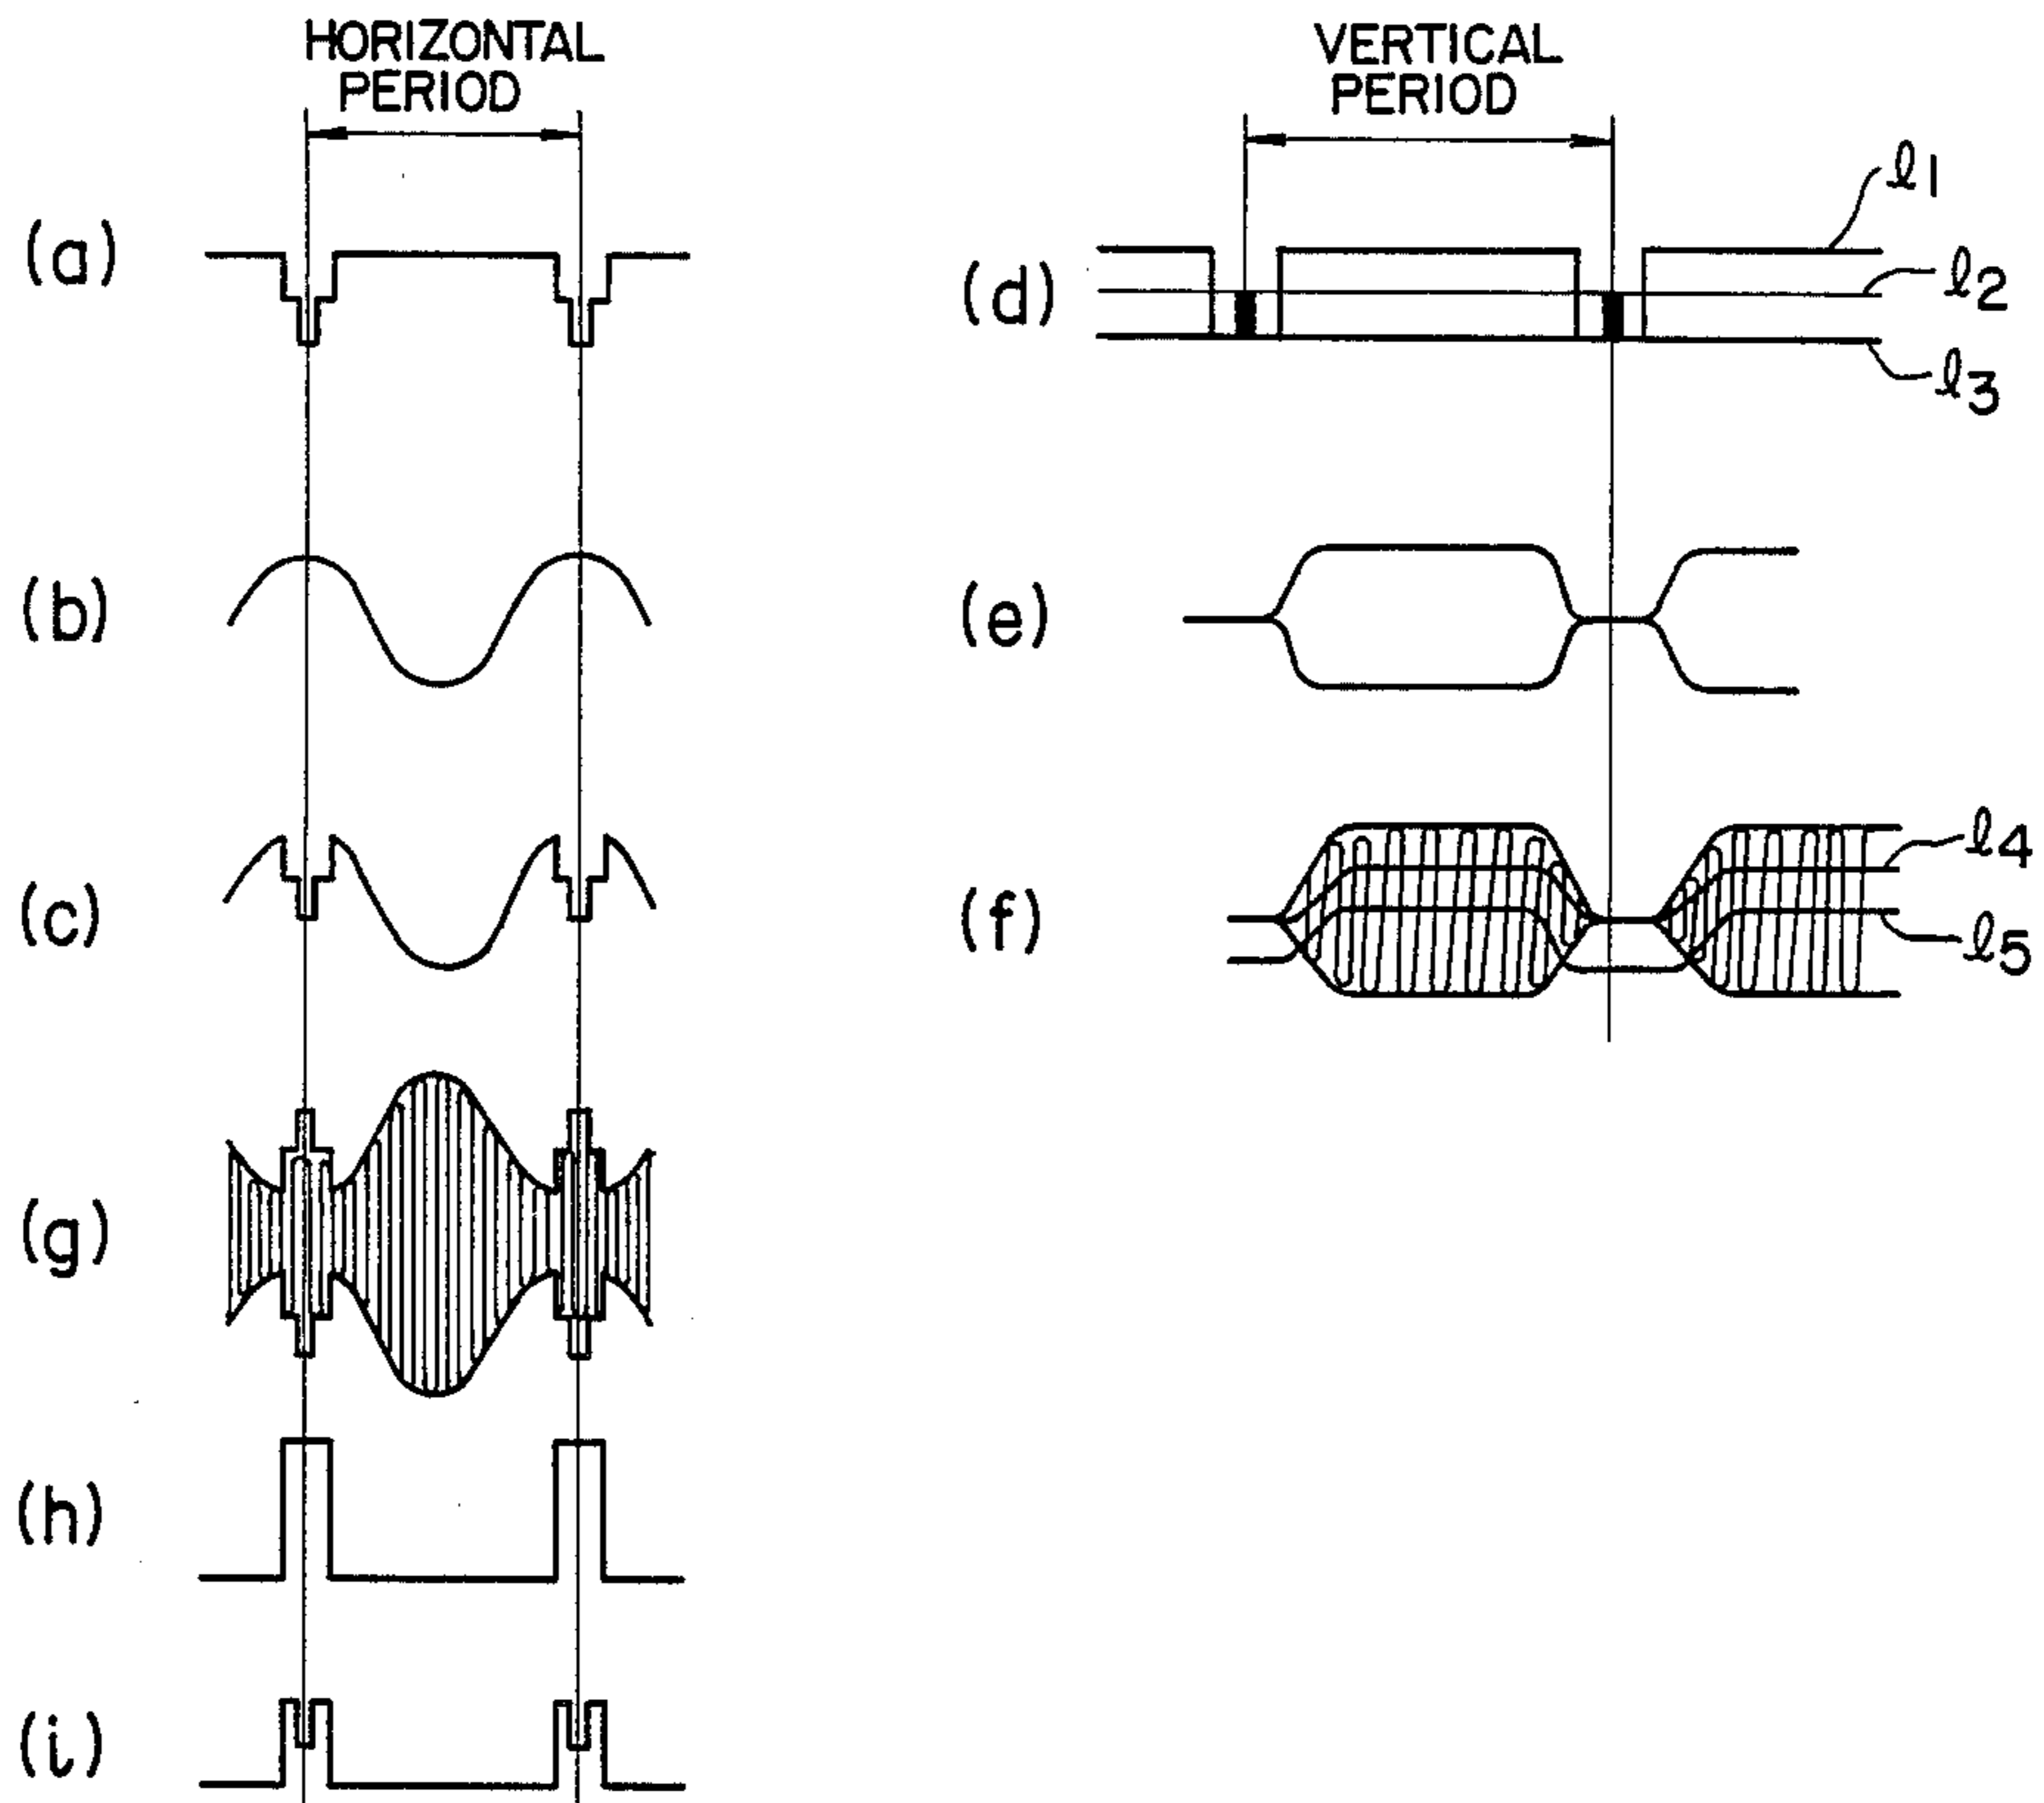 HORIZONTAL
PERIOD
(a)
(b)
(c)
(g)
(h)
(i)
VERTICAL
PERIOD
(d)
ℓ1
ℓ2
ℓ3
(e)
(f)
ℓ4
ℓ5